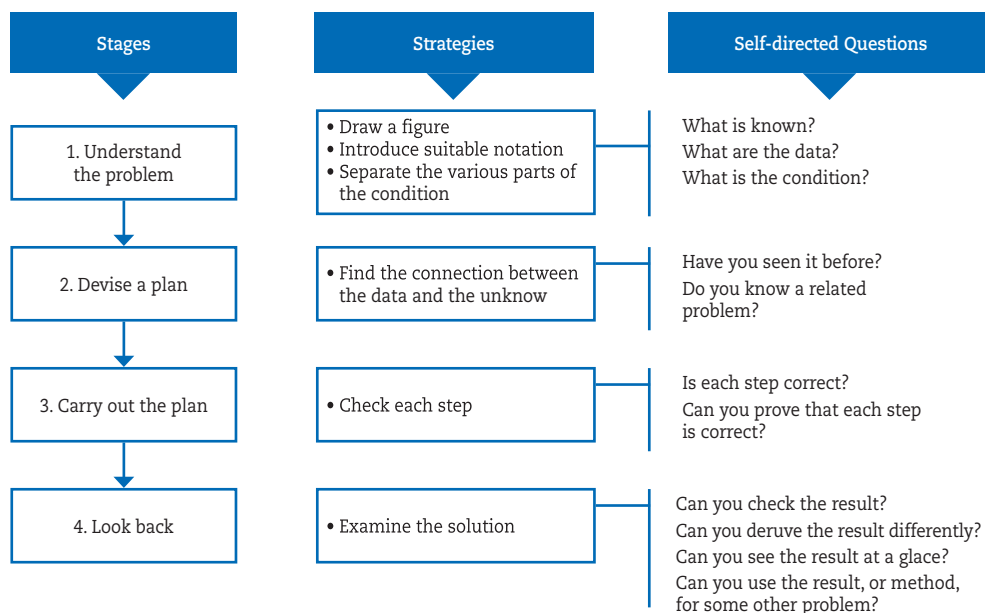 Stages
Strategies
Self-directed Questions
1. Understand
the problem
• Draw a figure
• Introduce suitable notation
• Separate the various parts of
the condition
What is known?
What are the data?
What is the condition?
2. Devise a plan
• Find the connection between
the data and the unknow
Have you seen it before?
Do you know a related
problem?
3. Carry out the plan
• Check each step
Is each step correct?
Can you prove that each step
is correct?
4. Look back
• Examine the solution
Can you check the result?
Can you deruve the result differently?
Can you see the result at a glace?
Can you use the result, or method,
for some other problem?